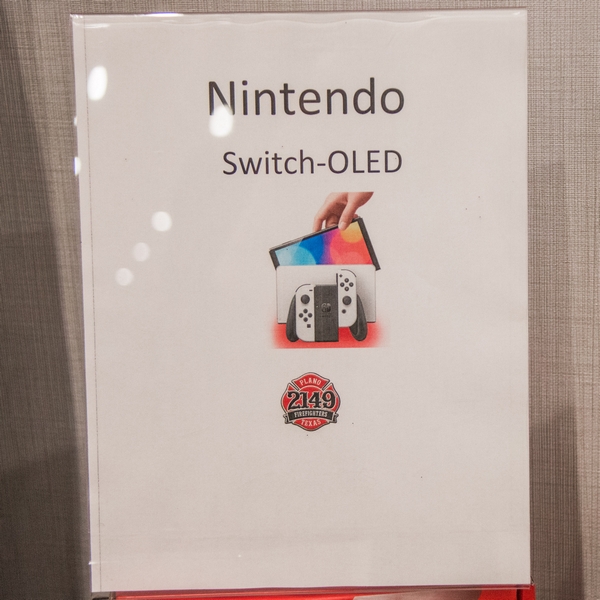 Nintendo
Switch-OLED
PLANO
2149
FIREFIGHTERS
TEXAS